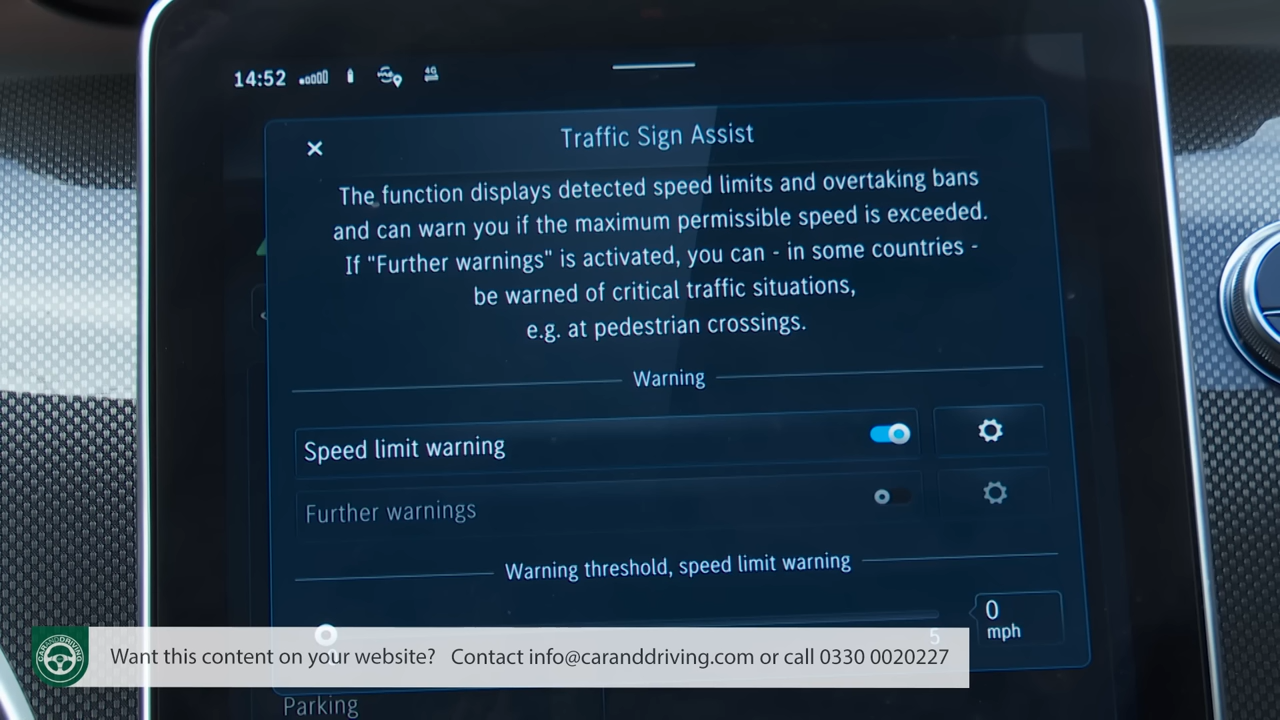 14:52
4G
Traffic Sign Assist
The function displays detected speed limits and overtaking bans
and can warn you if the maximum permissible speed is exceeded.
If "Further warnings" is activated, you can - in some countries -
be warned of critical traffic situations,
e.g. at pedestrian crossings.
Warning
Speed limit warning
Further warnings
Warning threshold, speed limit warning
0
mph
5
CARANDDRIVING
Want this content on your website? Contact info@caranddriving.com or call 0330 0020227
Parking